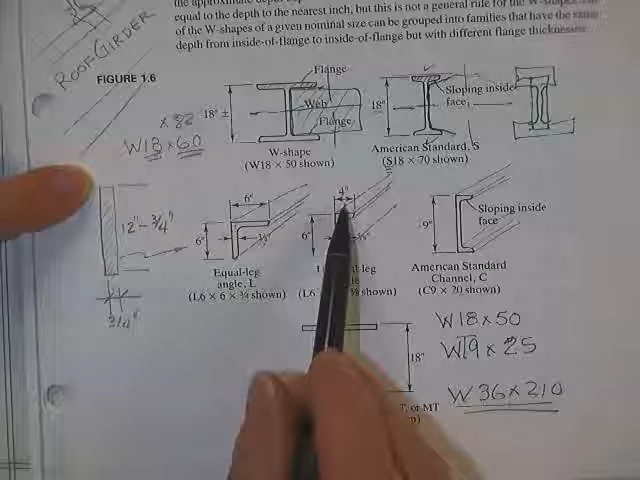 equal to the depth to the nearest inch, but this is not a general rule for the W-shapes.
of the W-shapes of a given nominal size can be grouped into families that have the same
depth from inside-of-flange to inside-of-flange but with different flange thicknesses
ROOF GIRDER
FIGURE 1.6
Flange
Web
Flange
18" ±
W-shape
(W18 × 50 shown)
18"
Sloping inside
face
American Standard, S
(S18 × 70 shown)
W18 × 60
12" - 3/4"
3/4"
6"
6"
Equal-leg
angle, L
(L6 × 6 × 3/4 shown)
4"
6"
shown)
9"
Sloping inside
face
American Standard
Channel, C
(C9 × 20 shown)
18"
or MT
W18 × 50
W19 × 25
W 36 × 210